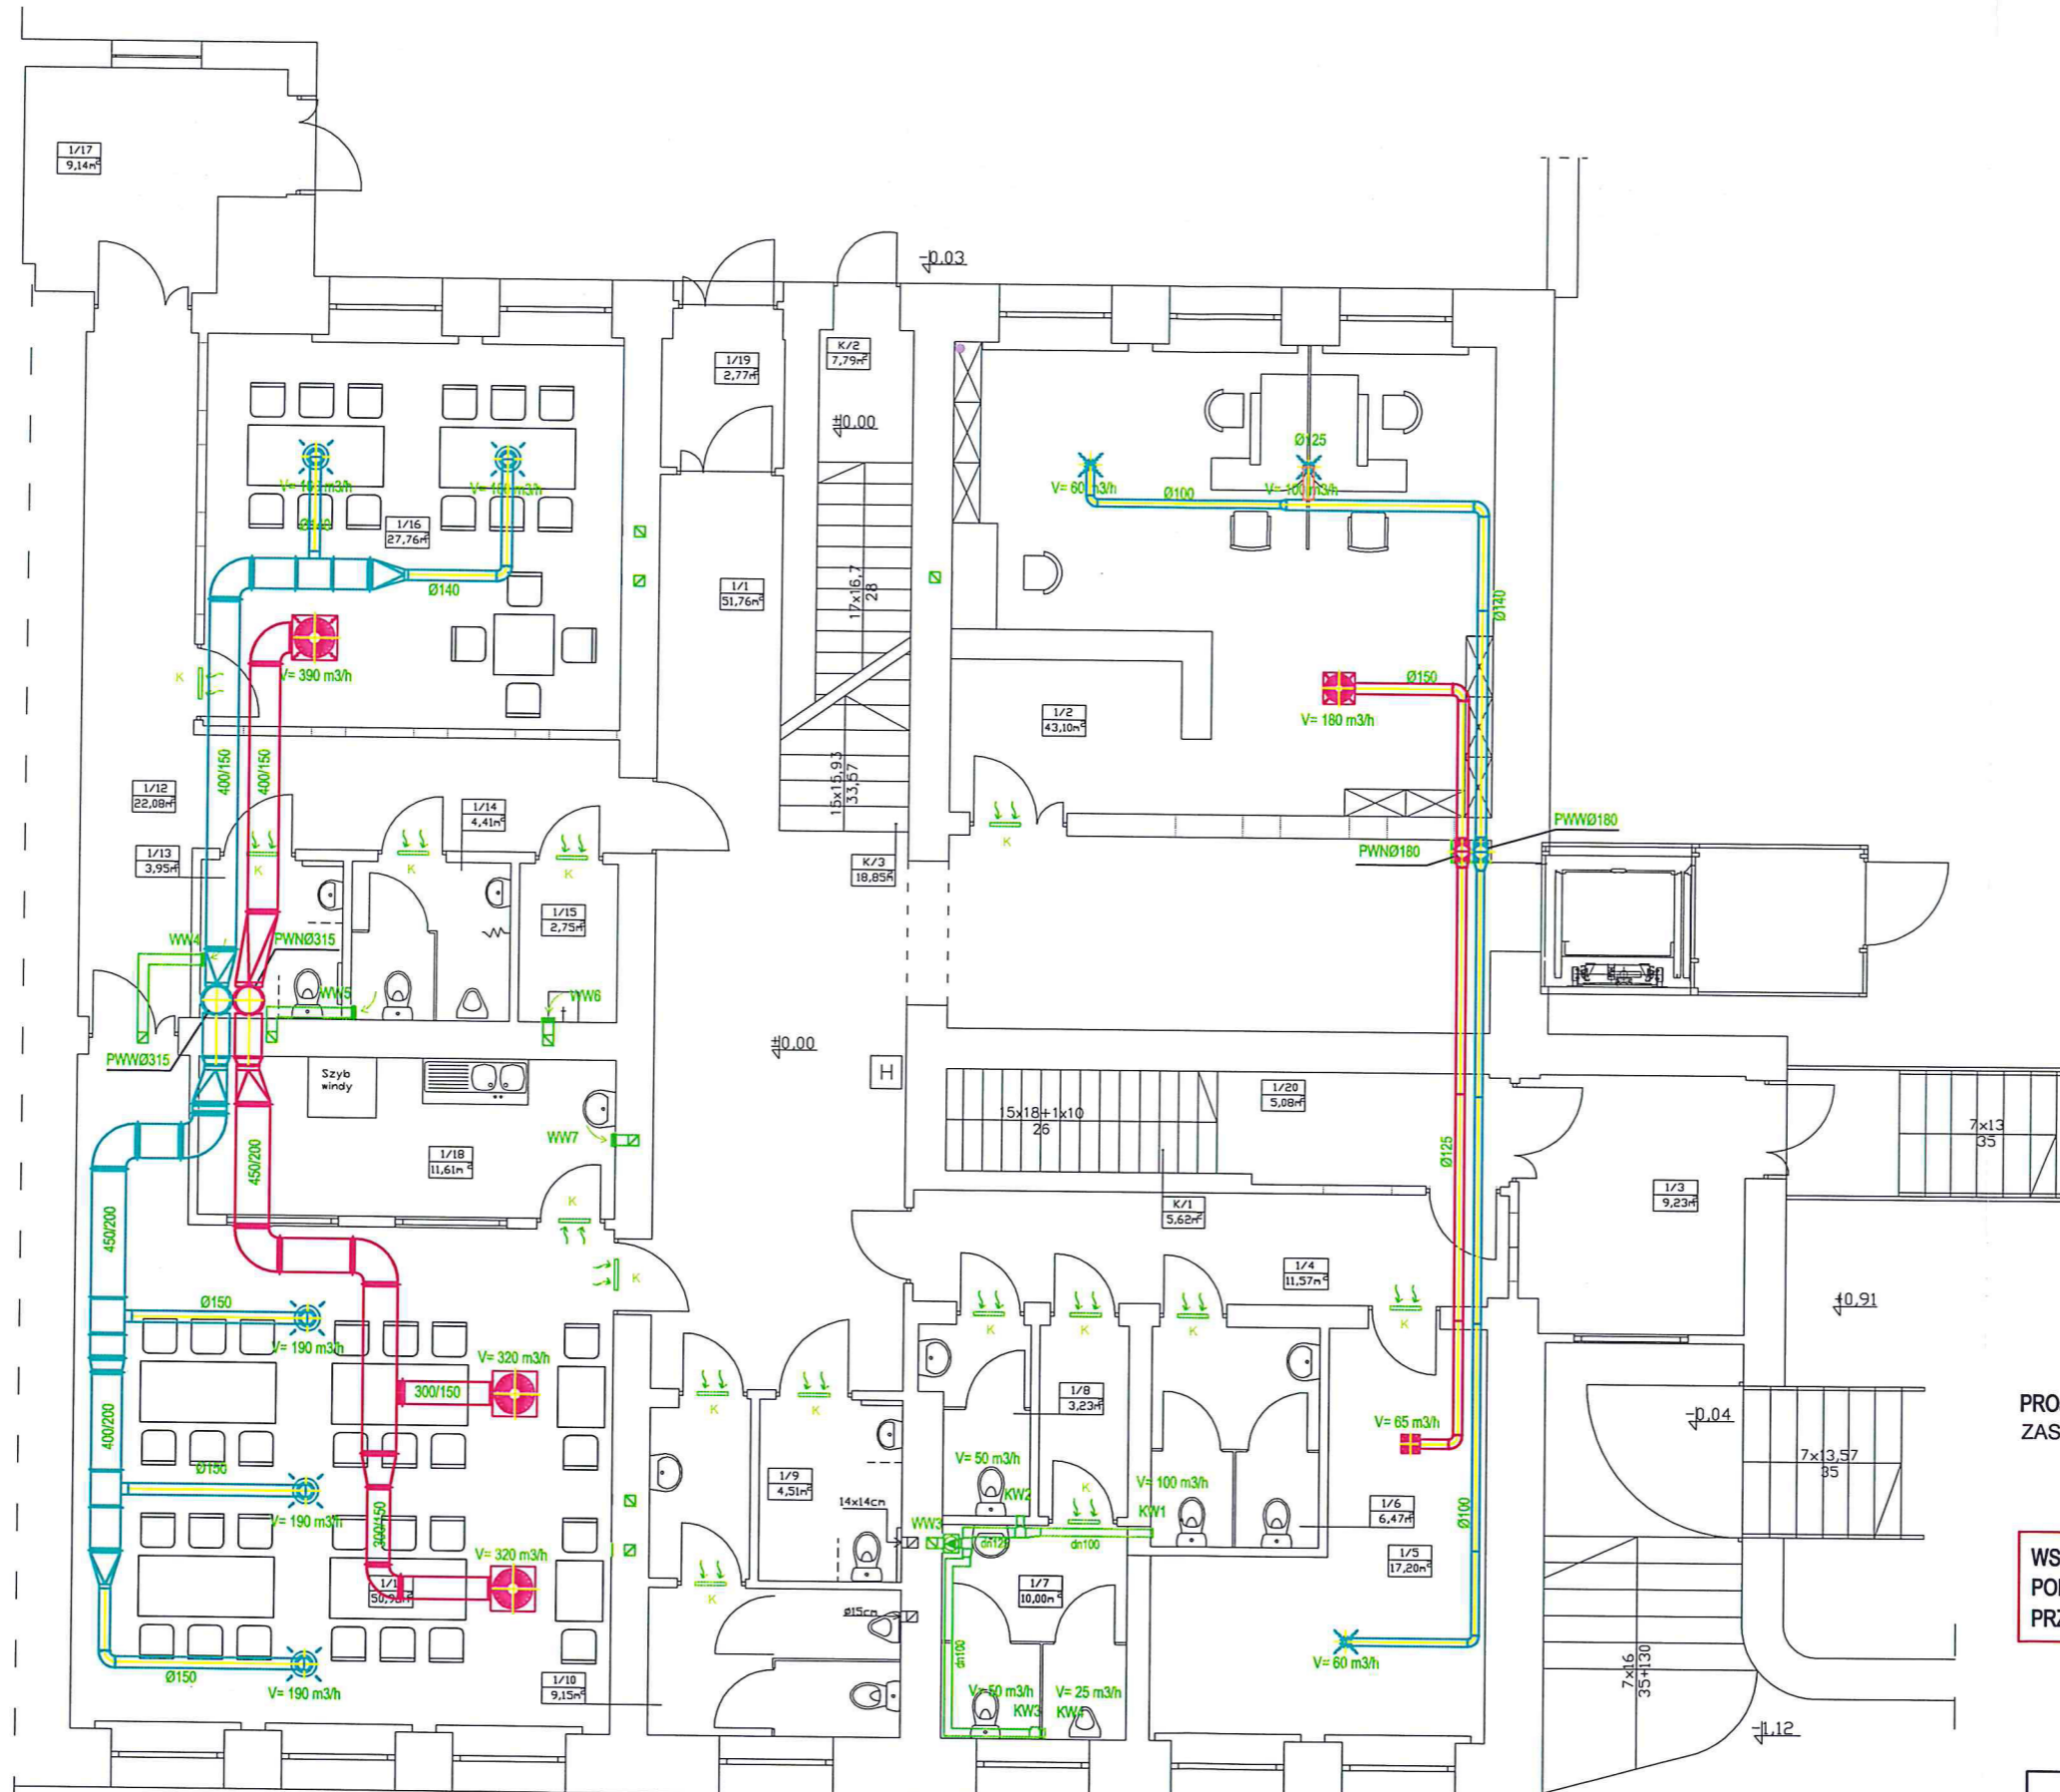 1/17
9,14m²
-0.03
1/19
2,77m²
K/2
7,79m²
±0.00
Ø125
V= 60 m3/h
Ø100
V= 100 m3/h
1/16
27,76m²
Ø140
Ø140
1/1
51,76m²
17x16,7
28
V= 390 m3/h
K
Ø150
V= 180 m3/h
1/2
43,10m²
400/150
400/150
1/12
22,08m²
15x15,93
33,57
1/14
4,41m²
PWWØ180
PWNØ180
1/13
3,95m²
K
K
K
K
K/3
18,85m²
1/15
2,75m²
WW4
PWNØ315
WW5
WW6
PWWØ315
±0.00
H
Szyb
windy
1/20
5,08m²
15x18+1x10
26
7x13
35
WW7
1/18
11,61m²
450/200
Ø125
K
1/3
9,23m²
K/1
5,62m²
450/200
1/4
11,57m²
K
+0,91
Ø150
V= 190 m3/h
K
K
K
K
V= 320 m3/h
300/150
1/8
3,23m²
K
K
400/200
V= 65 m3/h
-0,04
PRO
ZAS
7x13,57
35
V= 50 m3/h
Ø150
1/9
4,51m²
V= 100 m3/h
K
V= 190 m3/h
14x14cm
KW2
KW1
1/6
6,47m²
Ø100
300/150
WW3
dn125
dn100
V= 320 m3/h
1/5
17,20m²
WS
POD
PRZ
1/7
10,00m²
K
Ø15cm
dn100
V= 60 m3/h
7x16
35+130
Ø150
V= 190 m3/h
1/10
9,15m²
V= 50 m3/h
V= 25 m3/h
KW3
KW4
-1,12